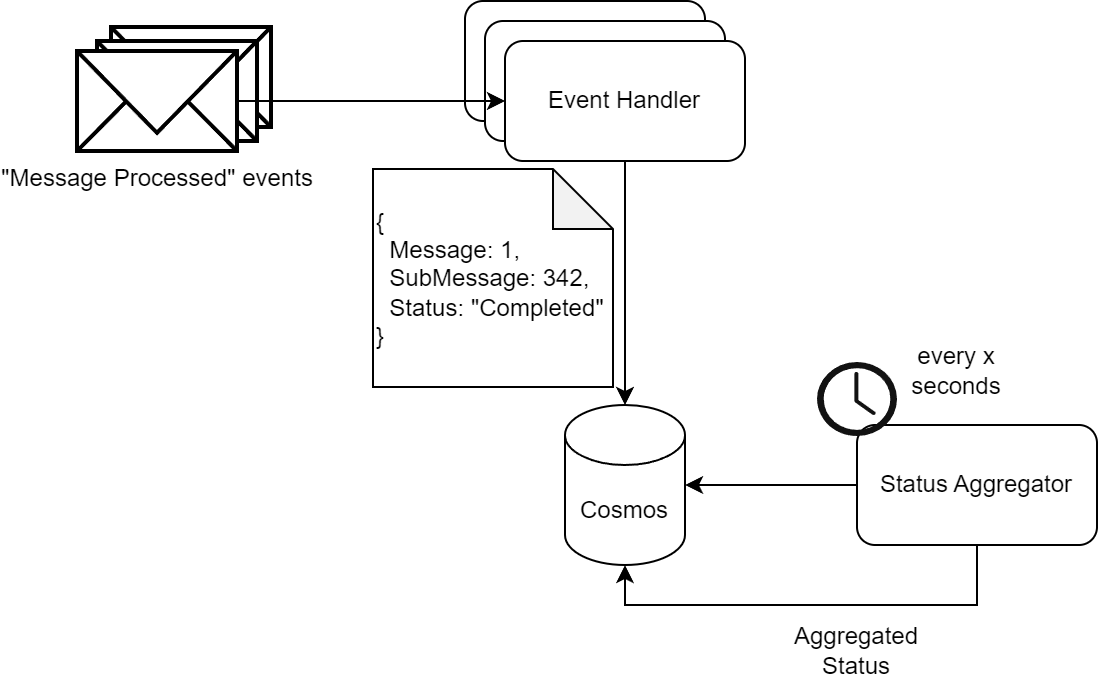 Event Handler
"Message Processed" events
{
Message: 1,
SubMessage: 342,
Status: "Completed"
}
every x
seconds
Status Aggregator
Cosmos
Aggregated
Status